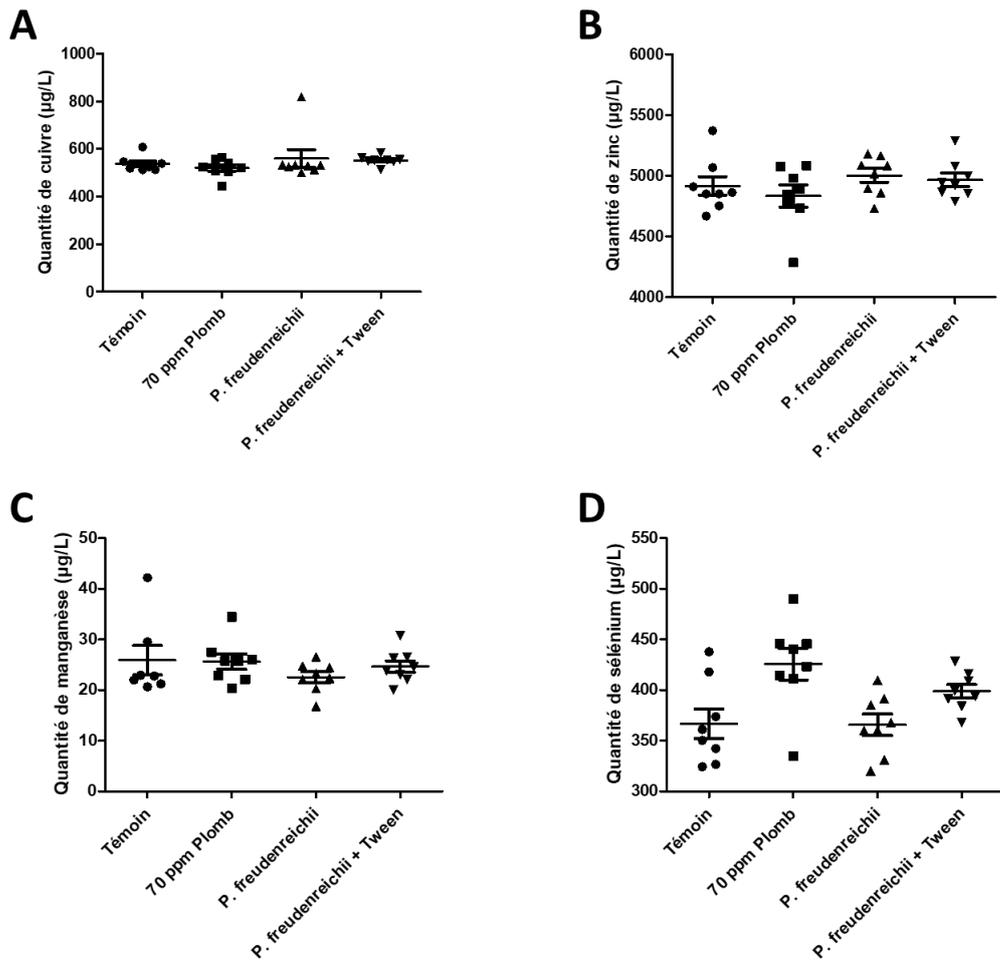 A
Quantité de cuivre (µg/L)
1000
800
600
400
200
0
Témoin
70 ppm Plomb
P. freudenreichii
P. freudenreichii + Tween
B
Quantité de zinc (µg/L)
6000
5500
5000
4500
4000
Témoin
70 ppm Plomb
P. freudenreichii
P. freudenreichii + Tween
C
Quantité de manganèse (µg/L)
50
40
30
20
10
0
Témoin
70 ppm Plomb
P. freudenreichii
P. freudenreichii + Tween
D
Quantité de sélénium (µg/L)
550
500
450
400
350
300
Témoin
70 ppm Plomb
P. freudenreichii
P. freudenreichii + Tween